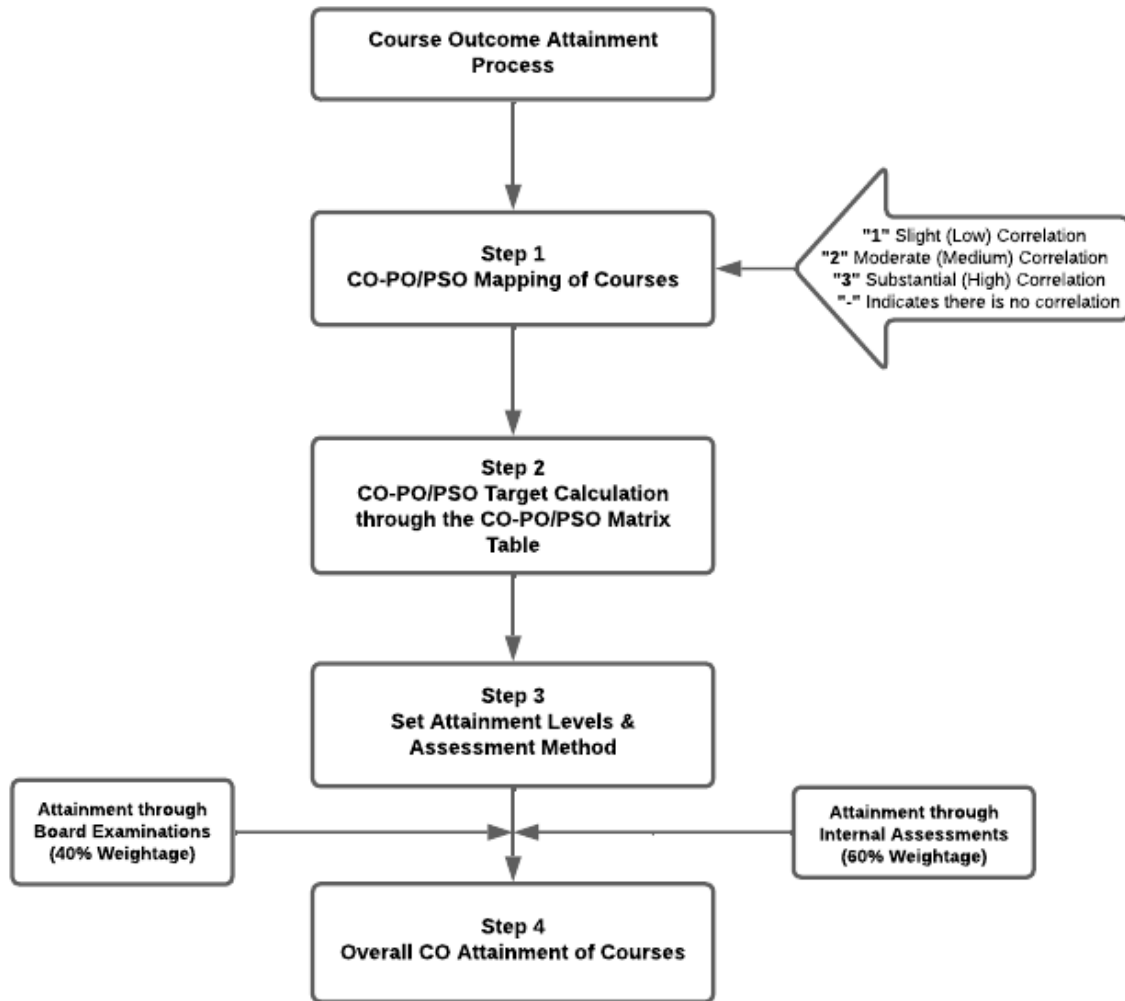 Course Outcome Attainment
Process
Step 1
CO-PO/PSO Mapping of Courses
"1" Slight (Low) Correlation
"2" Moderate (Medium) Correlation
"3" Substantial (High) Correlation
"-" Indicates there is no correlation
Step 2
CO-PO/PSO Target Calculation
through the CO-PO/PSO Matrix
Table
Step 3
Set Attainment Levels &
Assessment Method
Attainment through
Board Examinations
(40% Weightage)
Attainment through
Internal Assessments
(60% Weightage)
Step 4
Overall CO Attainment of Courses